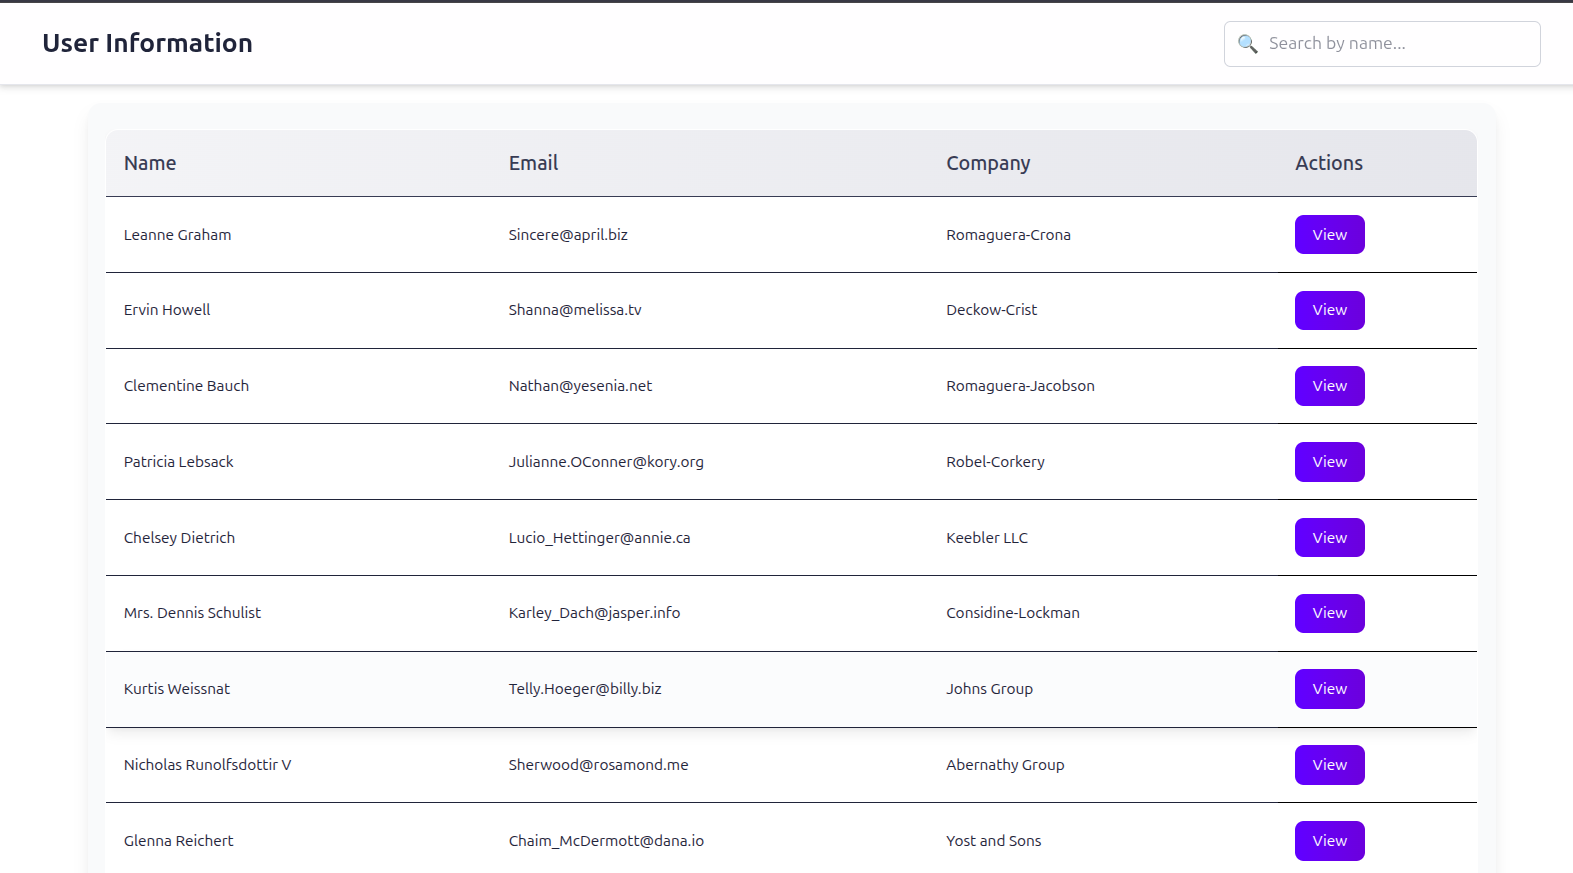 User Information
🔍 Search by name...
Name Email Company Actions
Leanne Graham Sincere@april.biz Romaguera-Crona View
Ervin Howell Shanna@melissa.tv Deckow-Crist View
Clementine Bauch Nathan@yesenia.net Romaguera-Jacobson View
Patricia Lebsack Julianne.OConner@kory.org Robel-Corkery View
Chelsey Dietrich Lucio_Hettinger@annie.ca Keebler LLC View
Mrs. Dennis Schulist Karley_Dach@jasper.info Considine-Lockman View
Kurtis Weissnat Telly.Hoeger@billy.biz Johns Group View
Nicholas Runolfsdottir V Sherwood@rosamond.me Abernathy Group View
Glenna Reichert Chaim_McDermott@dana.io Yost and Sons View